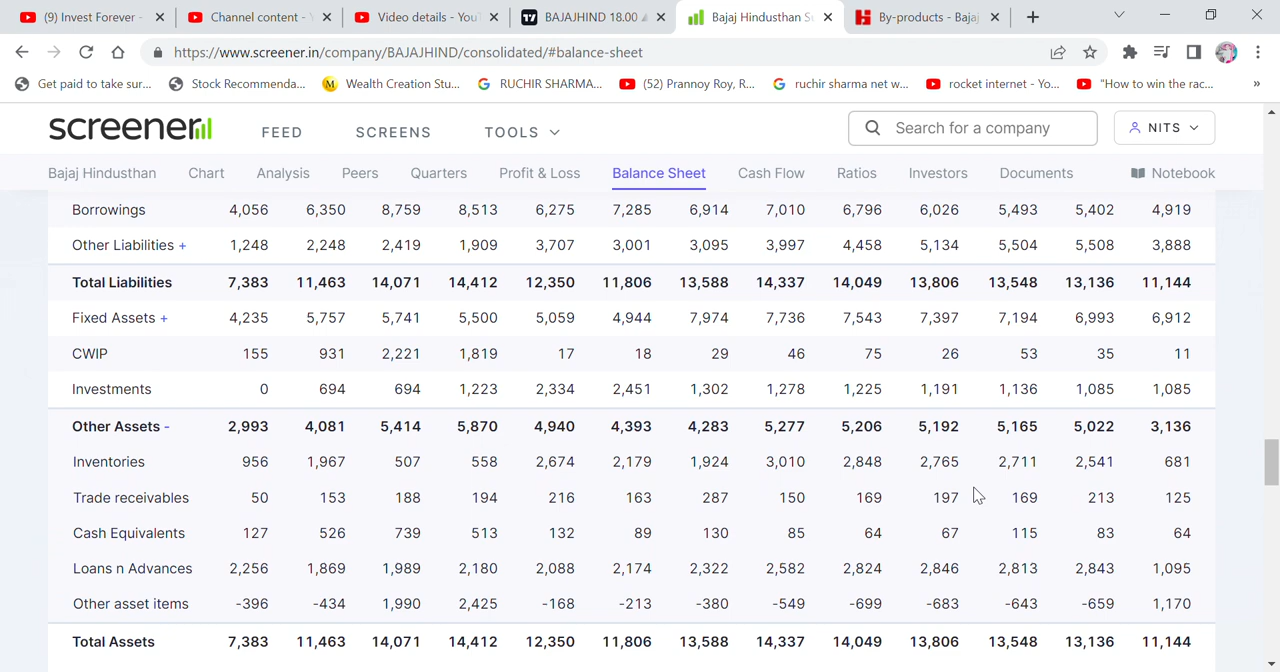 (9) Invest Forever - Channel content - Y Video details - YouT BAJAJHIND 18.00 Bajaj Hindusthan Su By-products - Bajaj
https://www.screener.in/company/BAJAJHIND/consolidated/#balance-sheet
Get paid to take sur... Stock Recommenda... Wealth Creation Stu... RUCHIR SHARMA... (52) Prannoy Roy, R... ruchir sharma net w... rocket internet - Yo... "How to win the rac... »
screener FEED SCREENS TOOLS Search for a company NITS
Bajaj Hindusthan Chart Analysis Peers Quarters Profit & Loss Balance Sheet Cash Flow Ratios Investors Documents Notebook
Borrowings 4,056 6,350 8,759 8,513 6,275 7,285 6,914 7,010 6,796 6,026 5,493 5,402 4,919
Other Liabilities + 1,248 2,248 2,419 1,909 3,707 3,001 3,095 3,997 4,458 5,134 5,504 5,508 3,888
Total Liabilities 7,383 11,463 14,071 14,412 12,350 11,806 13,588 14,337 14,049 13,806 13,548 13,136 11,144
Fixed Assets + 4,235 5,757 5,741 5,500 5,059 4,944 7,974 7,736 7,543 7,397 7,194 6,993 6,912
CWIP 155 931 2,221 1,819 17 18 29 46 75 26 53 35 11
Investments 0 694 694 1,223 2,334 2,451 1,302 1,278 1,225 1,191 1,136 1,085 1,085
Other Assets - 2,993 4,081 5,414 5,870 4,940 4,393 4,283 5,277 5,206 5,192 5,165 5,022 3,136
Inventories 956 1,967 507 558 2,674 2,179 1,924 3,010 2,848 2,765 2,711 2,541 681
Trade receivables 50 153 188 194 216 163 287 150 169 197 169 213 125
Cash Equivalents 127 526 739 513 132 89 130 85 64 67 115 83 64
Loans n Advances 2,256 1,869 1,989 2,180 2,088 2,174 2,322 2,582 2,824 2,846 2,813 2,843 1,095
Other asset items -396 -434 1,990 2,425 -168 -213 -380 -549 -699 -683 -643 -659 1,170
Total Assets 7,383 11,463 14,071 14,412 12,350 11,806 13,588 14,337 14,049 13,806 13,548 13,136 11,144